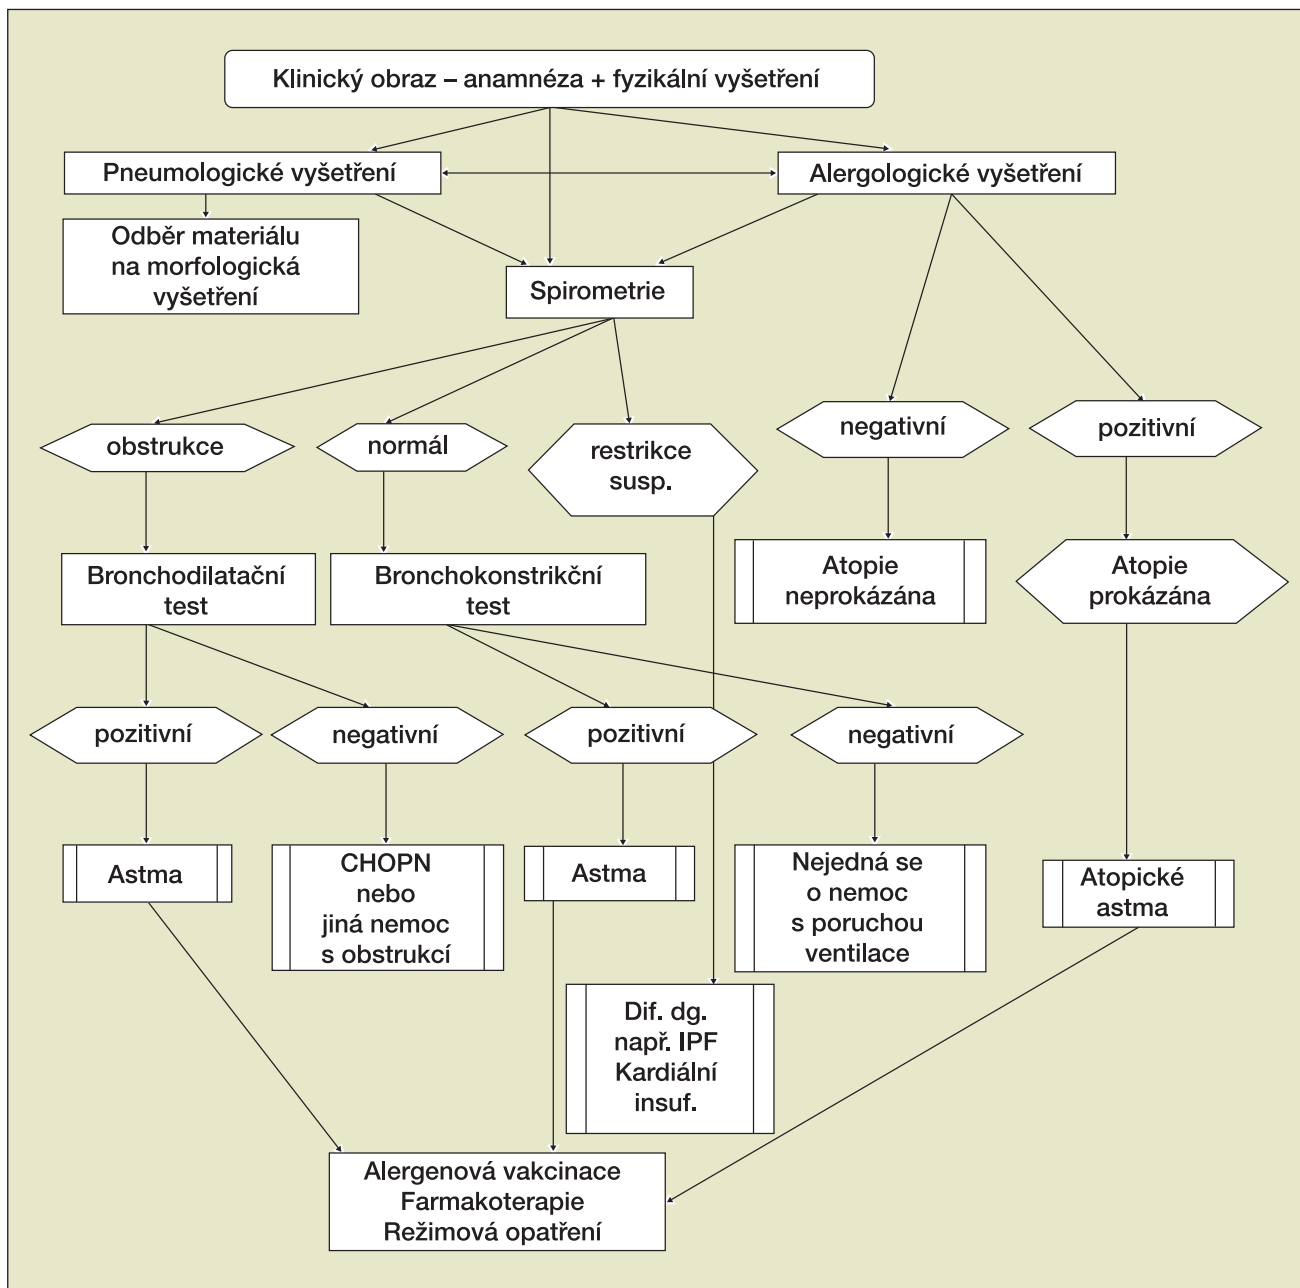 Klinický obraz – anamnéza + fyzikální vyšetření
Pneumologické vyšetření
Alergologické vyšetření
Odběr materiálu
na morfologická
vyšetření
Spirometrie
obstrukce
normál
restrikce
susp.
negativní
pozitivní
Bronchodilatační
test
Bronchokonstrikční
test
Atopie
neprokázána
Atopie
prokázána
pozitivní
negativní
pozitivní
negativní
Astma
CHOPN
nebo
jiná nemoc
s obstrukcí
Astma
Nejedná se
o nemoc
s poruchou
ventilace
Atopické
astma
Dif. dg.
např. IPF
Kardiální
insuf.
Alergenová vakcinace
Farmakoterapie
Režimová opatření